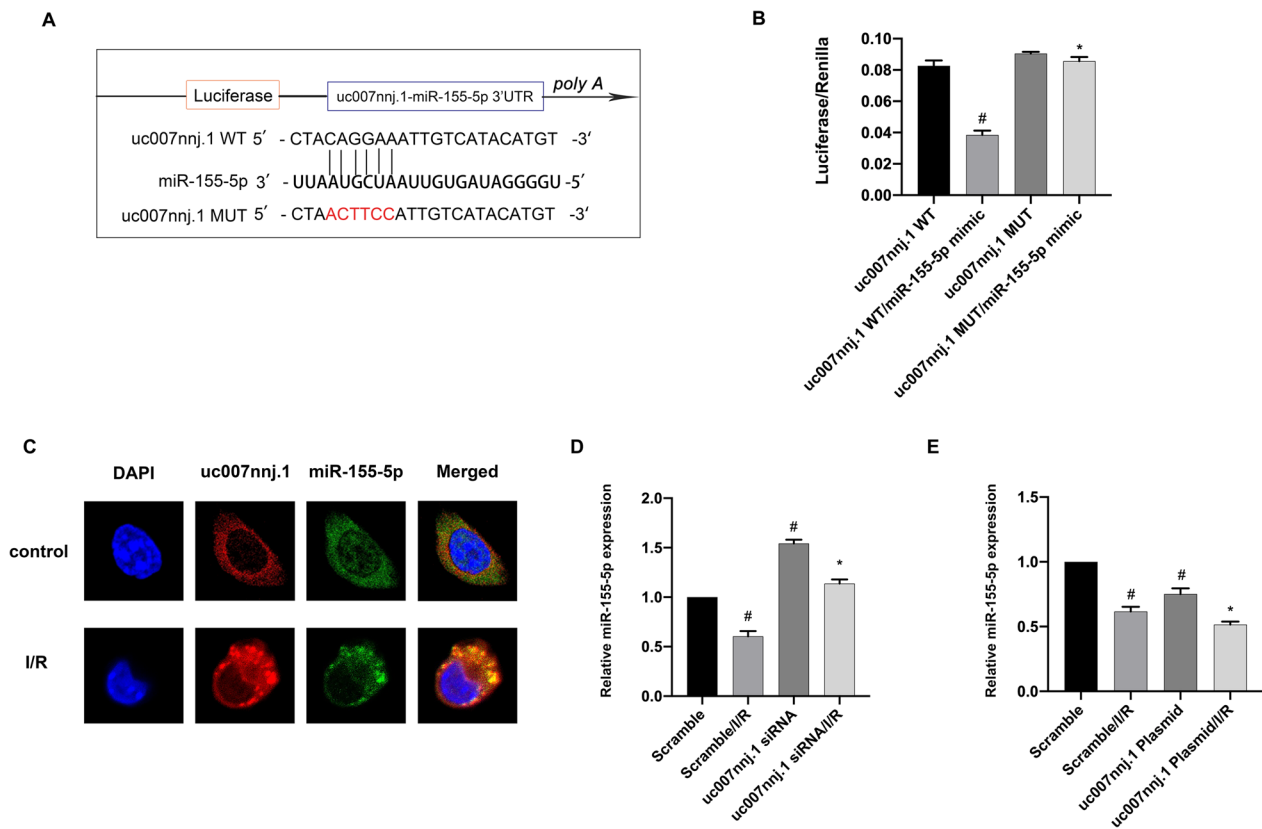 A
Luciferase
uc007nnj.1-miR-155-5p 3'UTR
poly A
uc007nnj.1 WT 5′ - CTACAGGAAATTGTCATACATGT -3‘
miR-155-5p 3′ - UUAAUGCUAAUUGUGAUAGGGGU -5′
uc007nnj.1 MUT 5′ - CTAACTTCCATTGTCATACATGT -3‘
B
Luciferase/Renilla
0.10
0.08
0.06
0.04
0.02
0.00
#
*
uc007nnj.1 WT
uc007nnj.1 WT/miR-155-5p mimic
uc007nnj,1 MUT
uc007nnj.1 MUT/miR-155-5p mimic
C
DAPI uc007nnj.1 miR-155-5p Merged
control
I/R
D
Relative miR-155-5p expression
2.0
1.5
1.0
0.5
0.0
#
#
*
Scramble
Scramble/I/R
uc007nnj.1 siRNA
uc007nnj.1 siRNA/I/R
E
Relative miR-155-5p expression
1.5
1.0
0.5
0.0
#
#
*
Scramble
Scramble/I/R
uc007nnj.1 Plasmid
uc007nnj.1 Plasmid/I/R